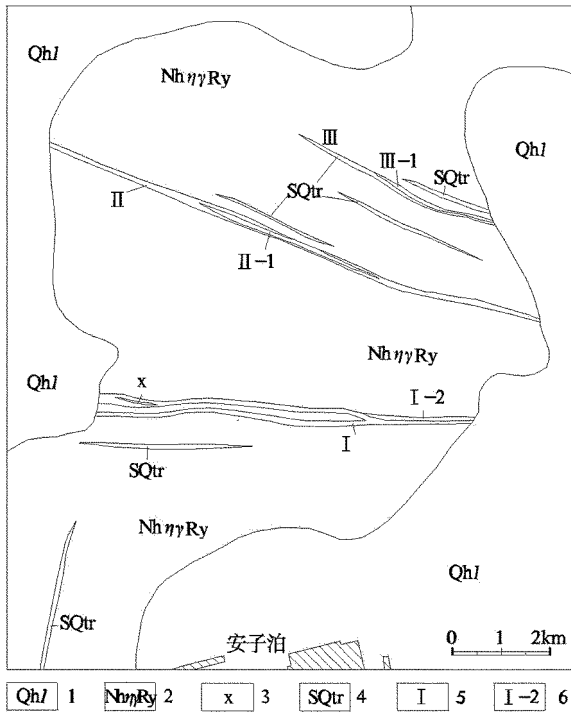 Qhl
NhηγRy
Qhl
III
III-1
SQtr
SQtr
II
II-1
NhηγRy
Qhl
x
I-2
I
SQtr
NhηγRy
Qhl
SQtr
安子泊
0 1 2km
Qhl 1 NhηγRy 2 x 3 SQtr 4 I 5 I-2 6